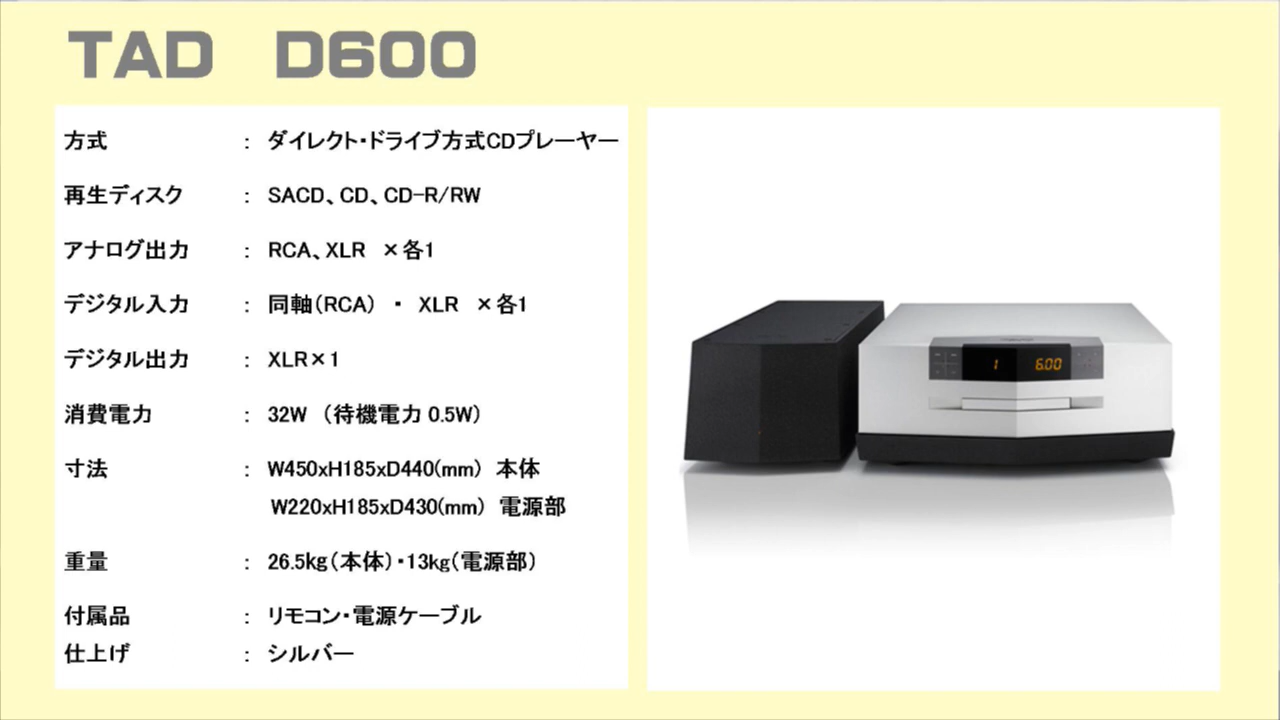 TAD D600
方式 : ダイレクト・ドライブ方式CDプレーヤー
再生ディスク : SACD、CD、CD-R/RW
アナログ出力 : RCA、XLR ×各1
デジタル入力 : 同軸(RCA) ・ XLR ×各1
デジタル出力 : XLR×1
消費電力 : 32W (待機電力 0.5W)
寸法 : W450xH185xD440(mm) 本体
W220xH185xD430(mm) 電源部
重量 : 26.5kg(本体)・13kg(電源部)
付属品 : リモコン・電源ケーブル
仕上げ : シルバー
1 6.00